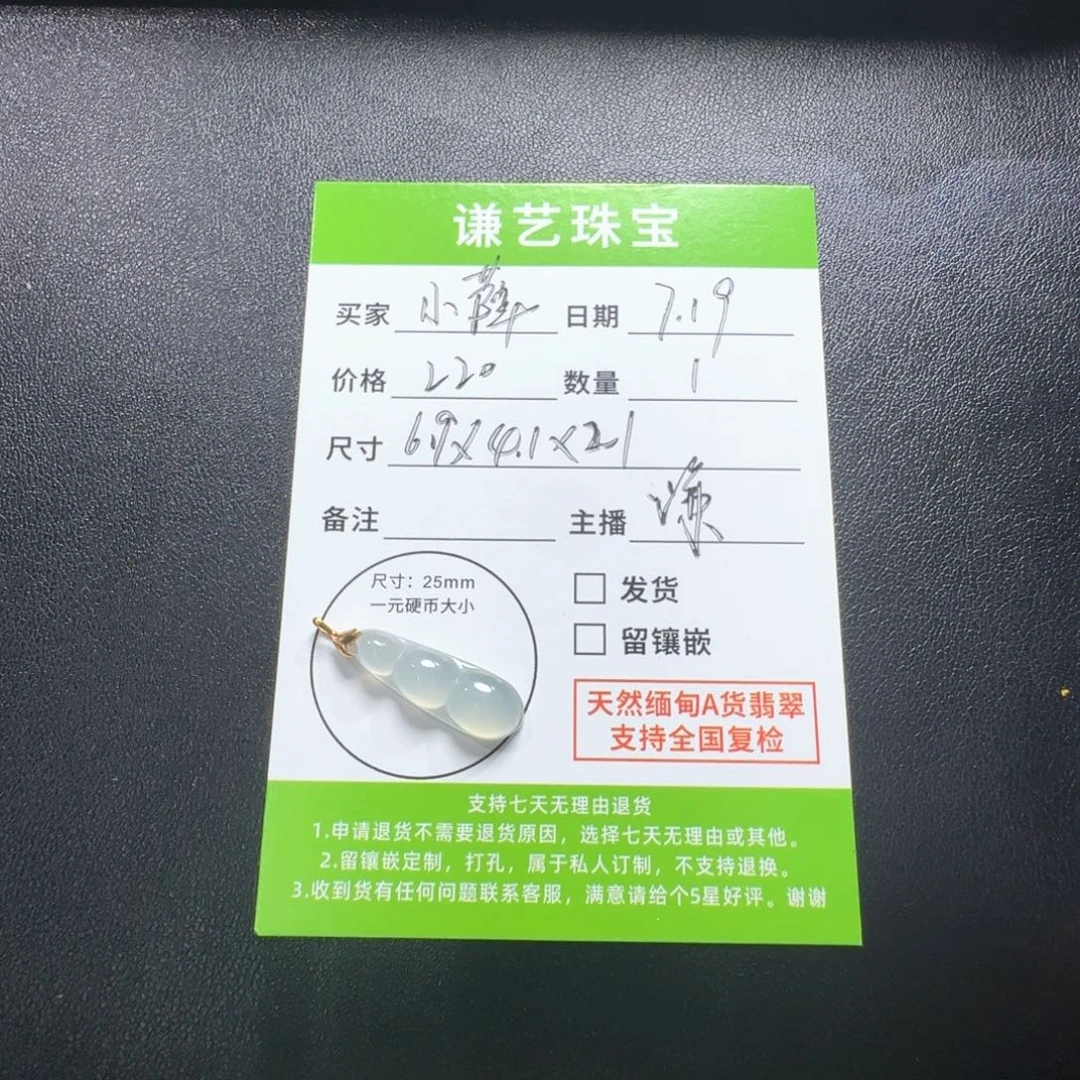 谦艺珠宝
买家 小 日期 7.19
价格 220 数量 1
尺寸 6.9X4.1X2.1
备注 主播 谦
尺寸：25mm
一元硬币大小
发货
留镶嵌
天然缅甸A货翡翠
支持全国复检
支持七天无理由退货
1.申请退货不需要退货原因，选择七天无理由或其他。
2.留镶嵌定制，打孔，属于私人订制，不支持退换。
3.收到货有任何问题联系客服，满意请给个5星好评。谢谢